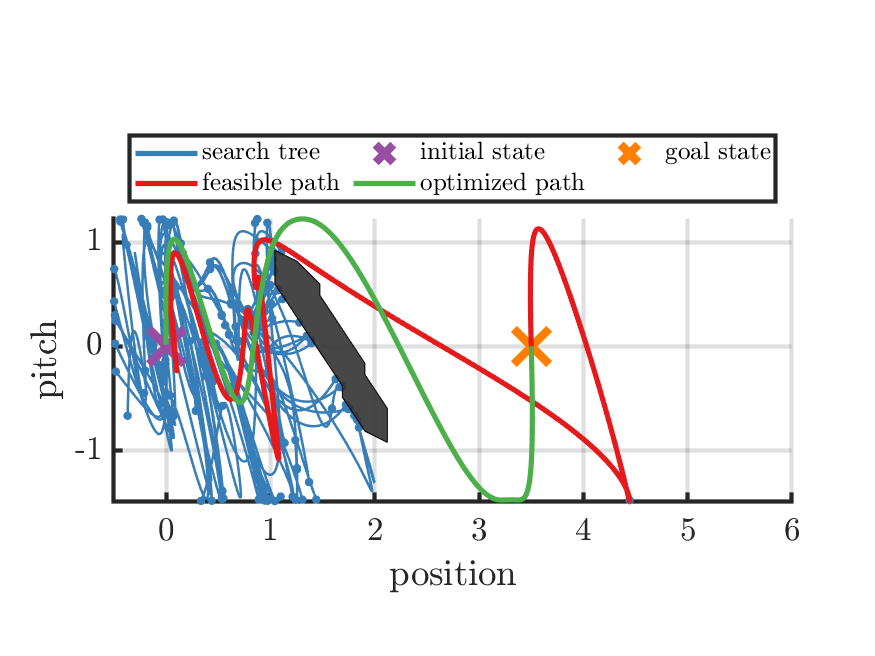 search tree initial state goal state
feasible path optimized path
1
0
-1
pitch
0 1 2 3 4 5 6
position